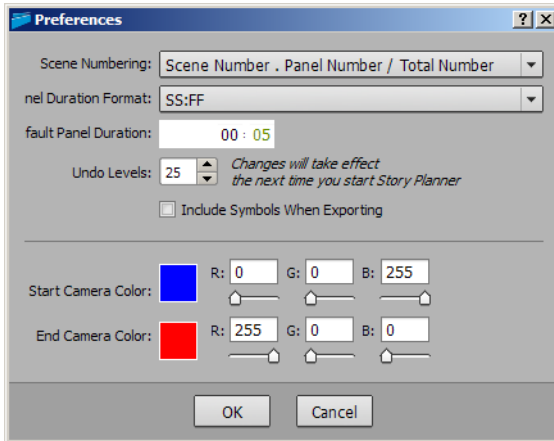 Preferences
Scene Numbering: Scene Number . Panel Number / Total Number
nel Duration Format: SS:FF
fault Panel Duration: 00 : 05
Undo Levels: 25 Changes will take effect
the next time you start Story Planner
Include Symbols When Exporting
Start Camera Color: R: 0 G: 0 B: 255
End Camera Color: R: 255 G: 0 B: 0
OK Cancel